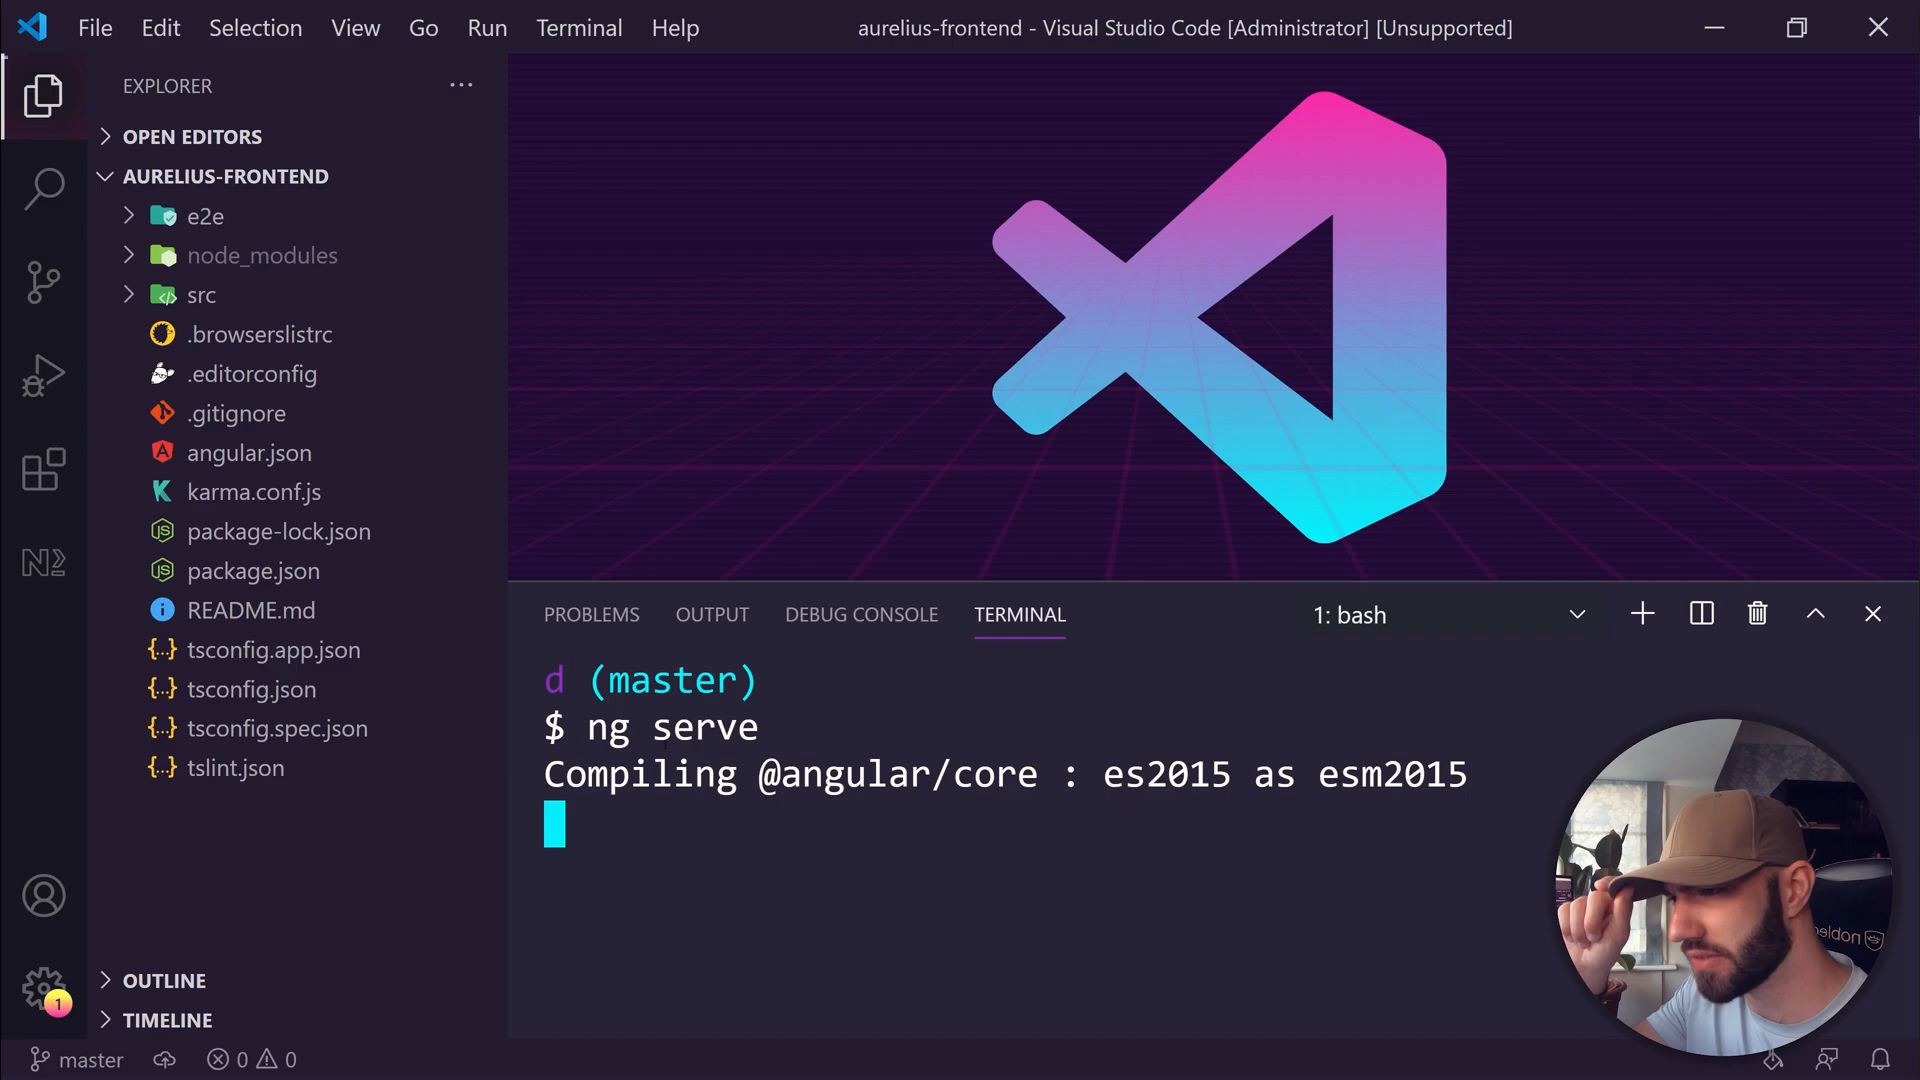 File Edit Selection View Go Run Terminal Help
aurelius-frontend - Visual Studio Code [Administrator] [Unsupported]
EXPLORER
OPEN EDITORS
AURELIUS-FRONTEND
e2e
node_modules
src
.browserslistrc
.editorconfig
.gitignore
angular.json
karma.conf.js
package-lock.json
package.json
README.md
tsconfig.app.json
tsconfig.json
tsconfig.spec.json
tslint.json
OUTLINE
TIMELINE
1
master
0 0
PROBLEMS OUTPUT DEBUG CONSOLE TERMINAL 1: bash
d (master)
$ ng serve
Compiling @angular/core : es2015 as esm2015